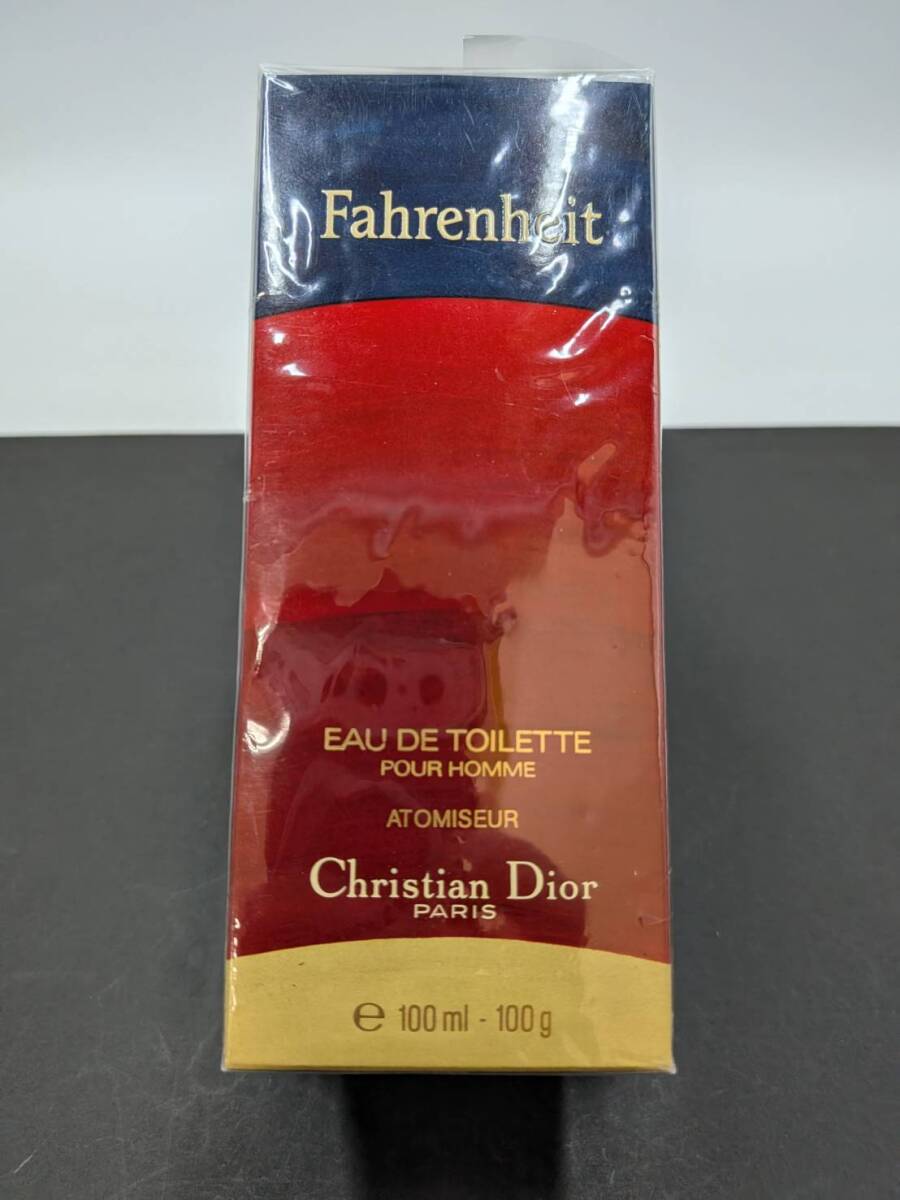 Fahrenheit
EAU DE TOILETTE
POUR HOMME
ATOMISEUR
Christian Dior
PARIS
℮ 100 ml - 100 g